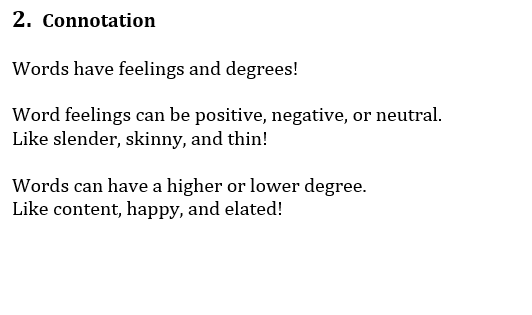 2. Connotation
Words have feelings and degrees!
Word feelings can be positive, negative, or neutral.
Like slender, skinny, and thin!
Words can have a higher or lower degree.
Like content, happy, and elated!